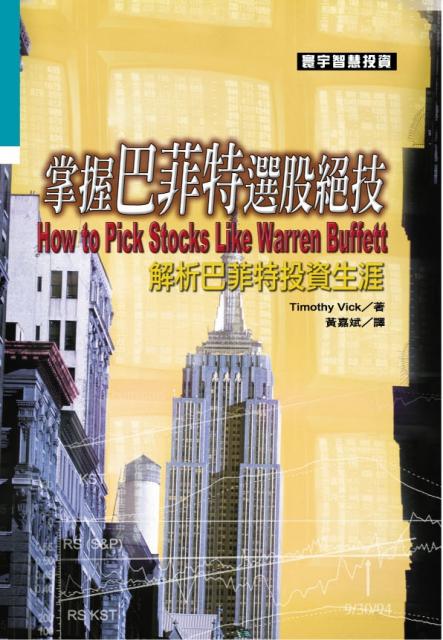 寰宇智慧投資
掌握巴菲特選股絕技
How to Pick Stocks Like Warren Buffett
解析巴菲特投資生涯
Timothy Vick／著
黃嘉斌／譯
KST
RS (S&P)
RS KST
9/30/94